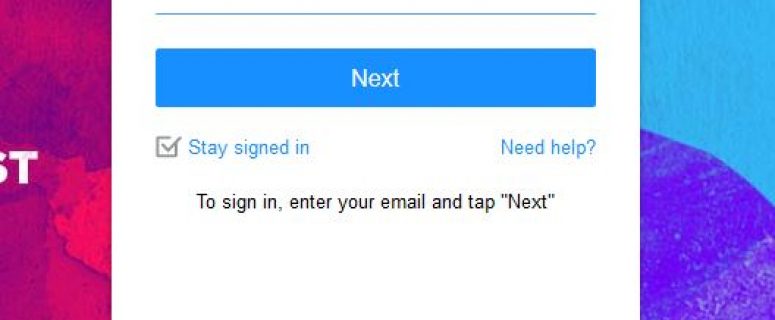 ST
Next
Stay signed in
Need help?
To sign in, enter your email and tap "Next"